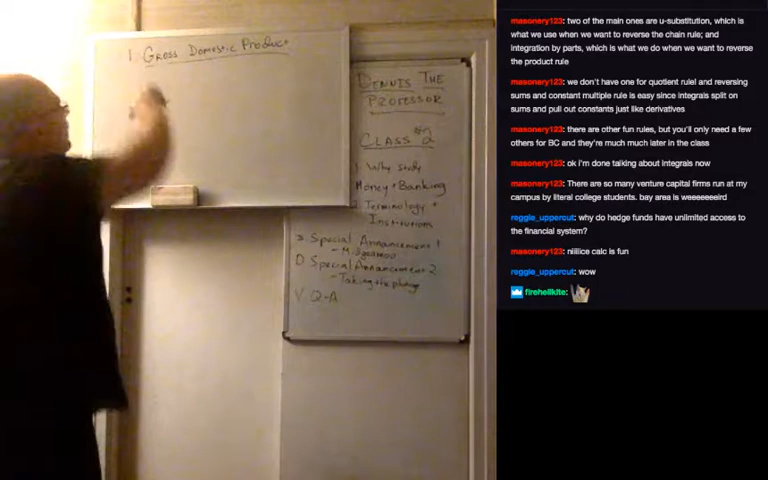 1. Gross Domestic Product
Dennis The
Professor
Class
1. Why Study
Money + Banking
2. Terminology +
Special Announcement 1
Special Announcement 2
- Taking the plunge
V. Q-A
masonery123: two of the main ones are u-substitution, which is
what we use when we want to reverse the chain rule; and
integration by parts, which is what we do when we want to reverse
the product rule
masonery123: we don't have one for quotient rulel and reversing
sums and constant multiple rule is easy since integrals split on
sums and pull out constants just like derivatives
masonery123: there are other fun rules, but you'll only need a few
others for BC and they're much much later in the class
masonery123: ok i'm done talking about integrals now
masonery123: There are so many venture capital firms run at my
campus by literal college students. bay area is weeeeeeeird
reggie_uppercut: why do hedge funds have unlimited access to
the financial system?
masonery123: niiiice calc is fun
reggie_uppercut: wow
firehellkite: